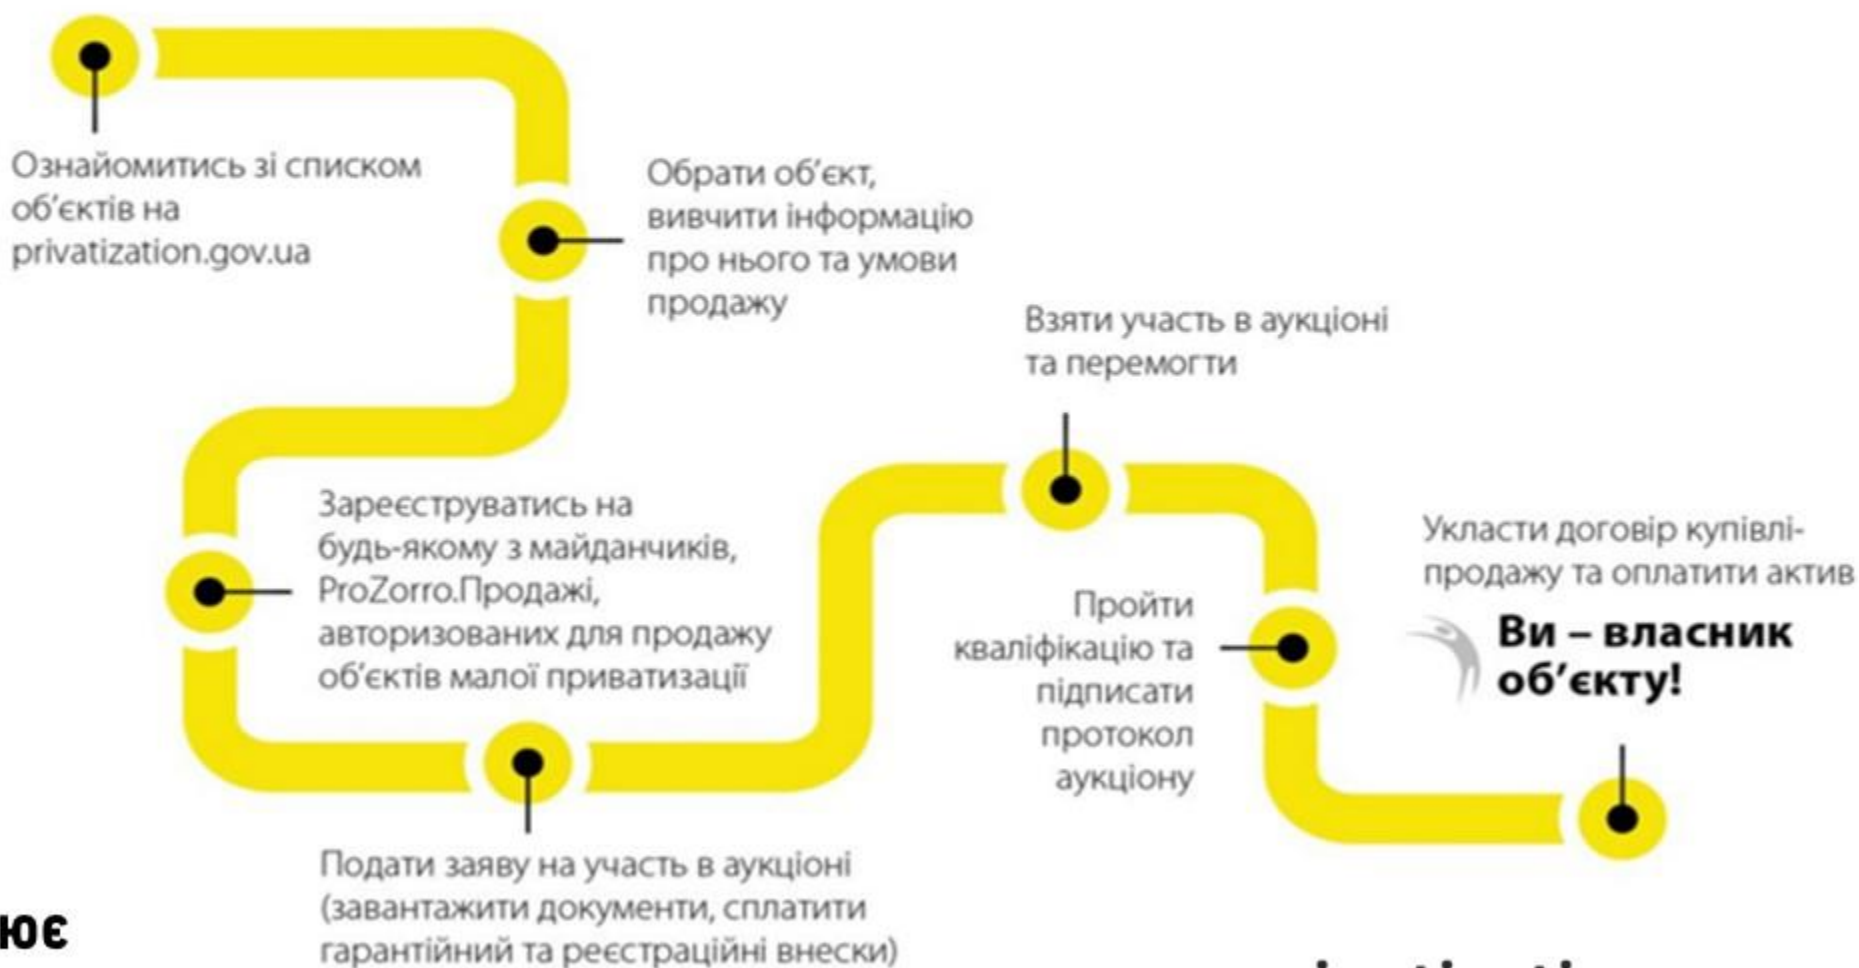 Ознайомитись зі списком
об'єктів на
privatization.gov.ua
Обрати об'єкт,
вивчити інформацію
про нього та умови
продажу
Зареєструватись на
будь-якому з майданчиків,
ProZorro.Продажі,
авторизованих для продажу
об'єктів малої приватизації
Подати заяву на участь в аукціоні
(завантажити документи, сплатити
гарантійний та реєстраційні внески)
Взяти участь в аукціоні
та перемогти
Пройти
кваліфікацію та
підписати
протокол
аукціону
Укласти договір купівлі-
продажу та оплатити актив
Ви – власник
об'єкту!
ює